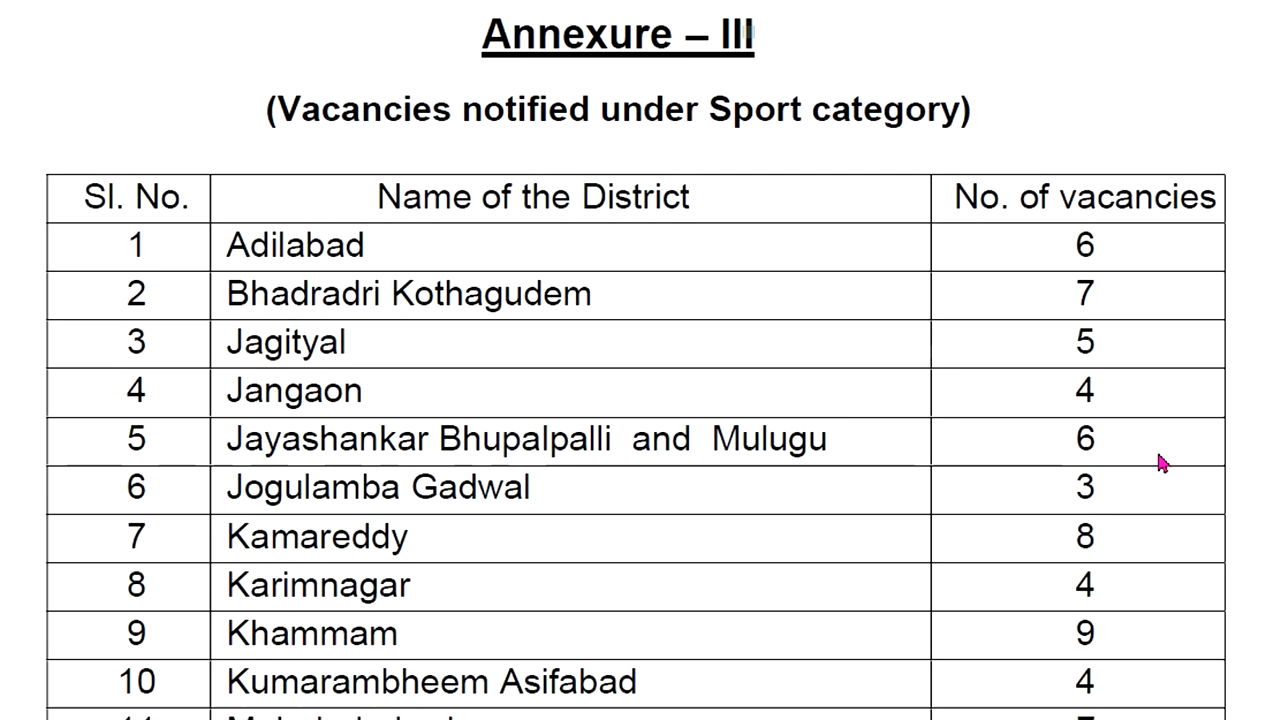 Annexure – III
(Vacancies notified under Sport category)
Sl. No. Name of the District No. of vacancies
1 Adilabad 6
2 Bhadradri Kothagudem 7
3 Jagityal 5
4 Jangaon 4
5 Jayashankar Bhupalpalli and Mulugu 6
6 Jogulamba Gadwal 3
7 Kamareddy 8
8 Karimnagar 4
9 Khammam 9
10 Kumarambheem Asifabad 4